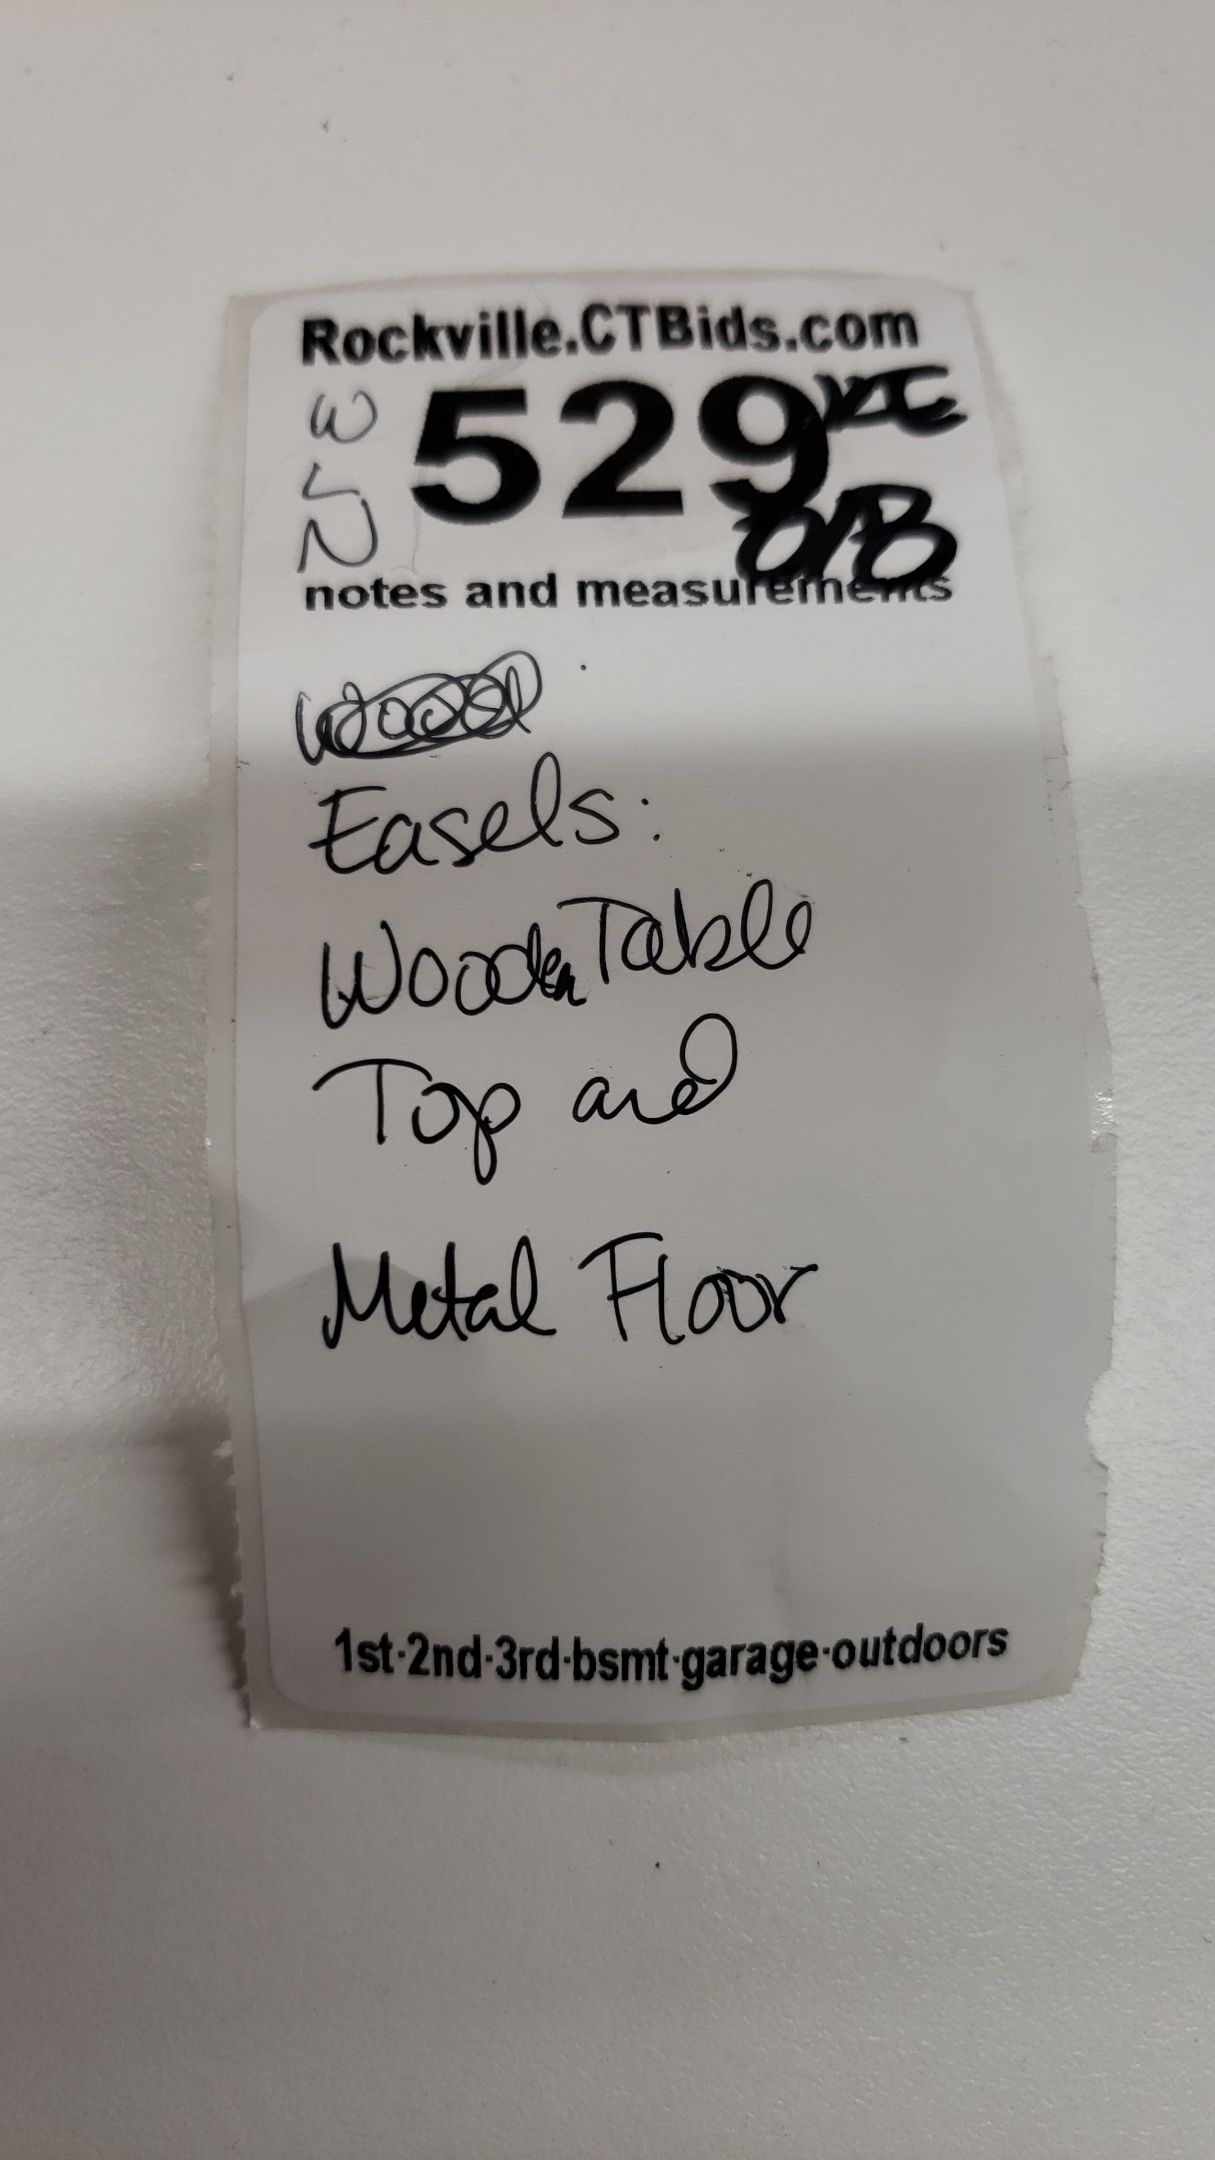 Rockville.CTBids.com
529
notes and measurements
Easels:
Wooden Table
Top and
Metal Floor
1st·2nd·3rd·bsmt·garage·outdoors